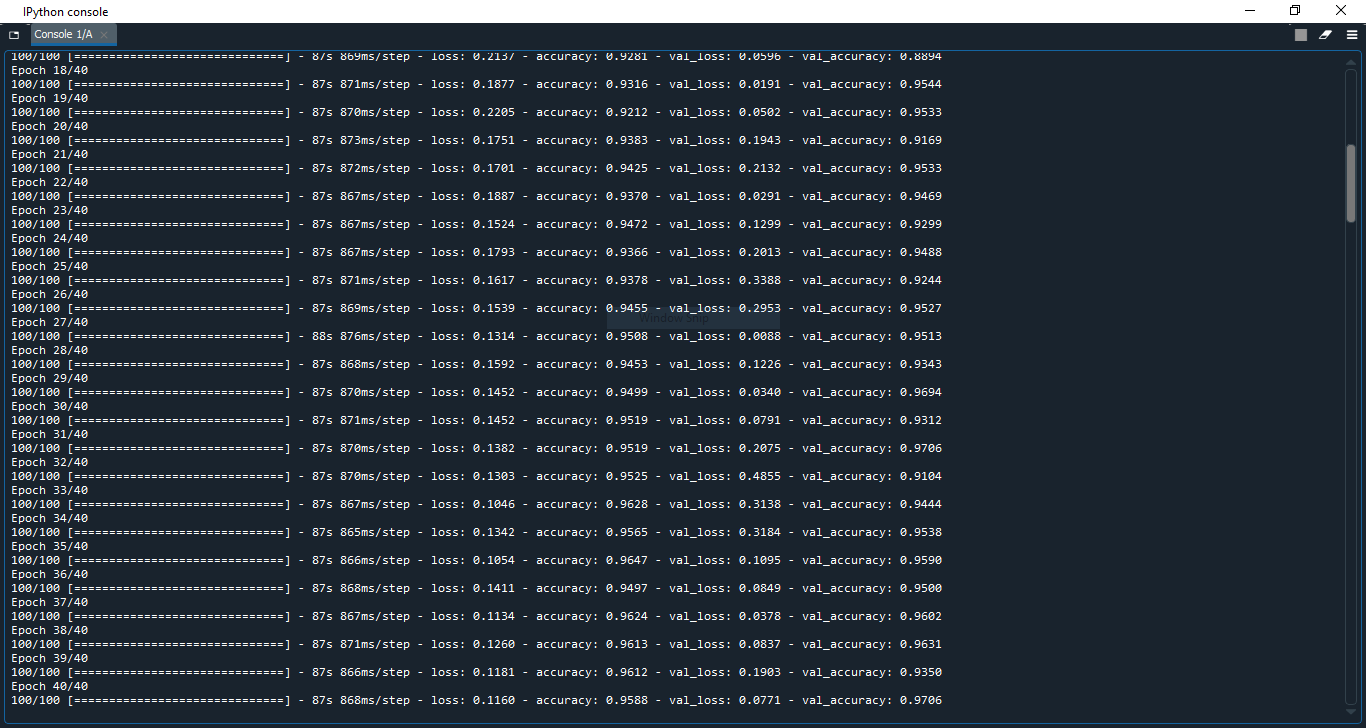 IPython console
Console 1/A
100/100 [==============================] - 87s 869ms/step - loss: 0.2137 - accuracy: 0.9281 - val_loss: 0.0596 - val_accuracy: 0.8894
Epoch 18/40
100/100 [==============================] - 87s 871ms/step - loss: 0.1877 - accuracy: 0.9316 - val_loss: 0.0191 - val_accuracy: 0.9544
Epoch 19/40
100/100 [==============================] - 87s 870ms/step - loss: 0.2205 - accuracy: 0.9212 - val_loss: 0.0502 - val_accuracy: 0.9533
Epoch 20/40
100/100 [==============================] - 87s 873ms/step - loss: 0.1751 - accuracy: 0.9383 - val_loss: 0.1943 - val_accuracy: 0.9169
Epoch 21/40
100/100 [==============================] - 87s 872ms/step - loss: 0.1701 - accuracy: 0.9425 - val_loss: 0.2132 - val_accuracy: 0.9533
Epoch 22/40
100/100 [==============================] - 87s 867ms/step - loss: 0.1887 - accuracy: 0.9370 - val_loss: 0.0291 - val_accuracy: 0.9469
Epoch 23/40
100/100 [==============================] - 87s 867ms/step - loss: 0.1524 - accuracy: 0.9472 - val_loss: 0.1299 - val_accuracy: 0.9299
Epoch 24/40
100/100 [==============================] - 87s 867ms/step - loss: 0.1793 - accuracy: 0.9366 - val_loss: 0.2013 - val_accuracy: 0.9488
Epoch 25/40
100/100 [==============================] - 87s 871ms/step - loss: 0.1617 - accuracy: 0.9378 - val_loss: 0.3388 - val_accuracy: 0.9244
Epoch 26/40
100/100 [==============================] - 87s 869ms/step - loss: 0.1539 - accuracy: 0.9455 - val_loss: 0.2953 - val_accuracy: 0.9527
Window Snip
Epoch 27/40
100/100 [==============================] - 88s 876ms/step - loss: 0.1314 - accuracy: 0.9508 - val_loss: 0.0088 - val_accuracy: 0.9513
Epoch 28/40
100/100 [==============================] - 87s 868ms/step - loss: 0.1592 - accuracy: 0.9453 - val_loss: 0.1226 - val_accuracy: 0.9343
Epoch 29/40
100/100 [==============================] - 87s 870ms/step - loss: 0.1452 - accuracy: 0.9499 - val_loss: 0.0340 - val_accuracy: 0.9694
Epoch 30/40
100/100 [==============================] - 87s 871ms/step - loss: 0.1452 - accuracy: 0.9519 - val_loss: 0.0791 - val_accuracy: 0.9312
Epoch 31/40
100/100 [==============================] - 87s 870ms/step - loss: 0.1382 - accuracy: 0.9519 - val_loss: 0.2075 - val_accuracy: 0.9706
Epoch 32/40
100/100 [==============================] - 87s 870ms/step - loss: 0.1303 - accuracy: 0.9525 - val_loss: 0.4855 - val_accuracy: 0.9104
Epoch 33/40
100/100 [==============================] - 87s 867ms/step - loss: 0.1046 - accuracy: 0.9628 - val_loss: 0.3138 - val_accuracy: 0.9444
Epoch 34/40
100/100 [==============================] - 87s 865ms/step - loss: 0.1342 - accuracy: 0.9565 - val_loss: 0.3184 - val_accuracy: 0.9538
Epoch 35/40
100/100 [==============================] - 87s 866ms/step - loss: 0.1054 - accuracy: 0.9647 - val_loss: 0.1095 - val_accuracy: 0.9590
Epoch 36/40
100/100 [==============================] - 87s 868ms/step - loss: 0.1411 - accuracy: 0.9497 - val_loss: 0.0849 - val_accuracy: 0.9500
Epoch 37/40
100/100 [==============================] - 87s 867ms/step - loss: 0.1134 - accuracy: 0.9624 - val_loss: 0.0378 - val_accuracy: 0.9602
Epoch 38/40
100/100 [==============================] - 87s 871ms/step - loss: 0.1260 - accuracy: 0.9613 - val_loss: 0.0837 - val_accuracy: 0.9631
Epoch 39/40
100/100 [==============================] - 87s 866ms/step - loss: 0.1181 - accuracy: 0.9612 - val_loss: 0.1903 - val_accuracy: 0.9350
Epoch 40/40
100/100 [==============================] - 87s 868ms/step - loss: 0.1160 - accuracy: 0.9588 - val_loss: 0.0771 - val_accuracy: 0.9706